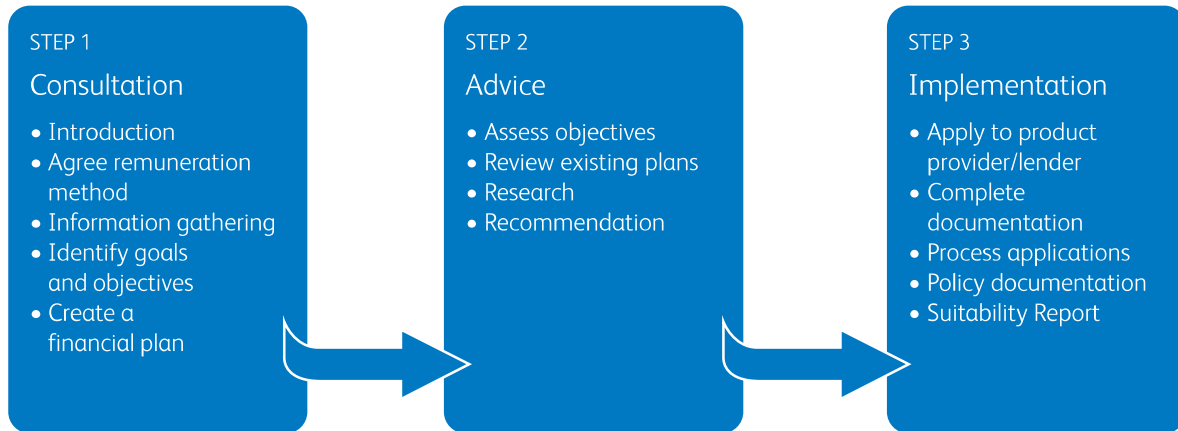 STEP 1
Consultation
• Introduction
• Agree remuneration
method
• Information gathering
• Identify goals
and objectives
• Create a
financial plan
STEP 2
Advice
• Assess objectives
• Review existing plans
• Research
• Recommendation
STEP 3
Implementation
• Apply to product
provider/lender
• Complete
documentation
• Process applications
• Policy documentation
• Suitability Report